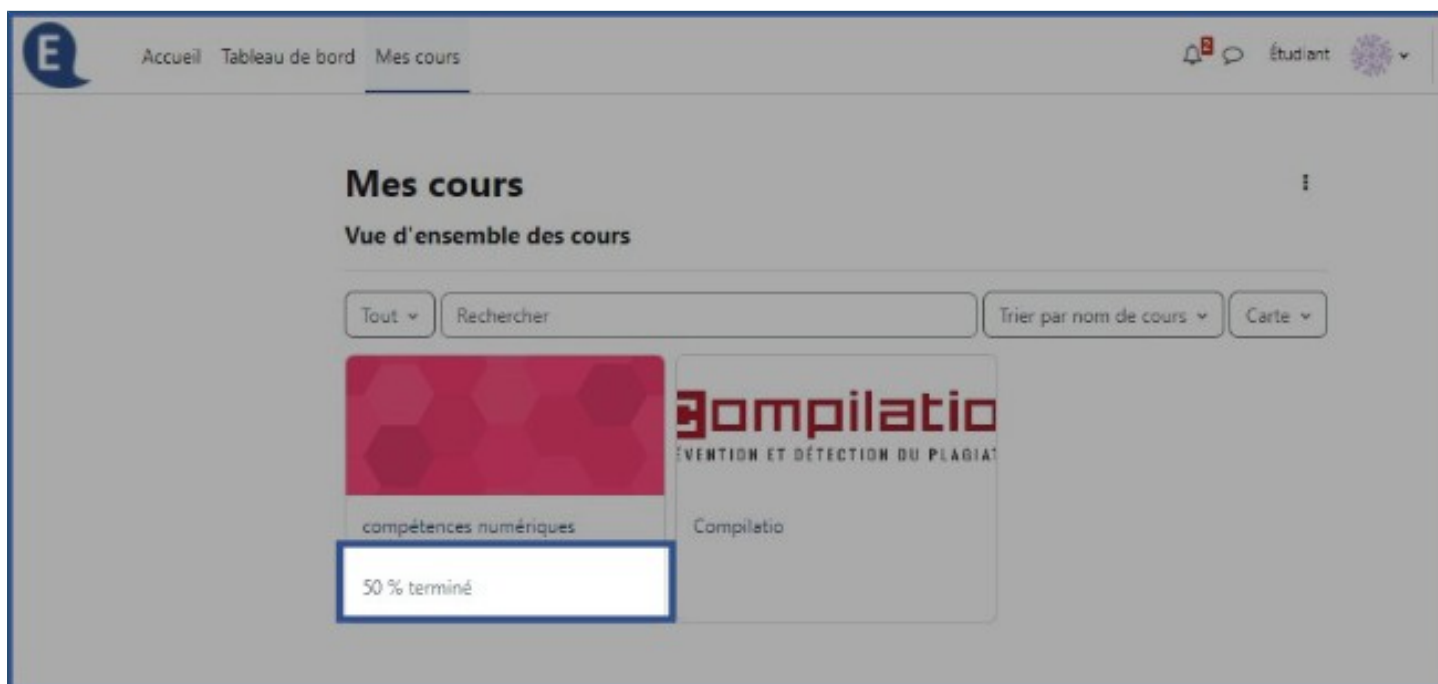 E
Accueil Tableau de bord Mes cours 2 Étudiant
Mes cours
Vue d'ensemble des cours
Tout Rechercher Trier par nom de cours Carte
compilatio
ÉVENTION ET DÉTECTION DU PLAGIAT
compétences numériques Compilatio
50 % terminé